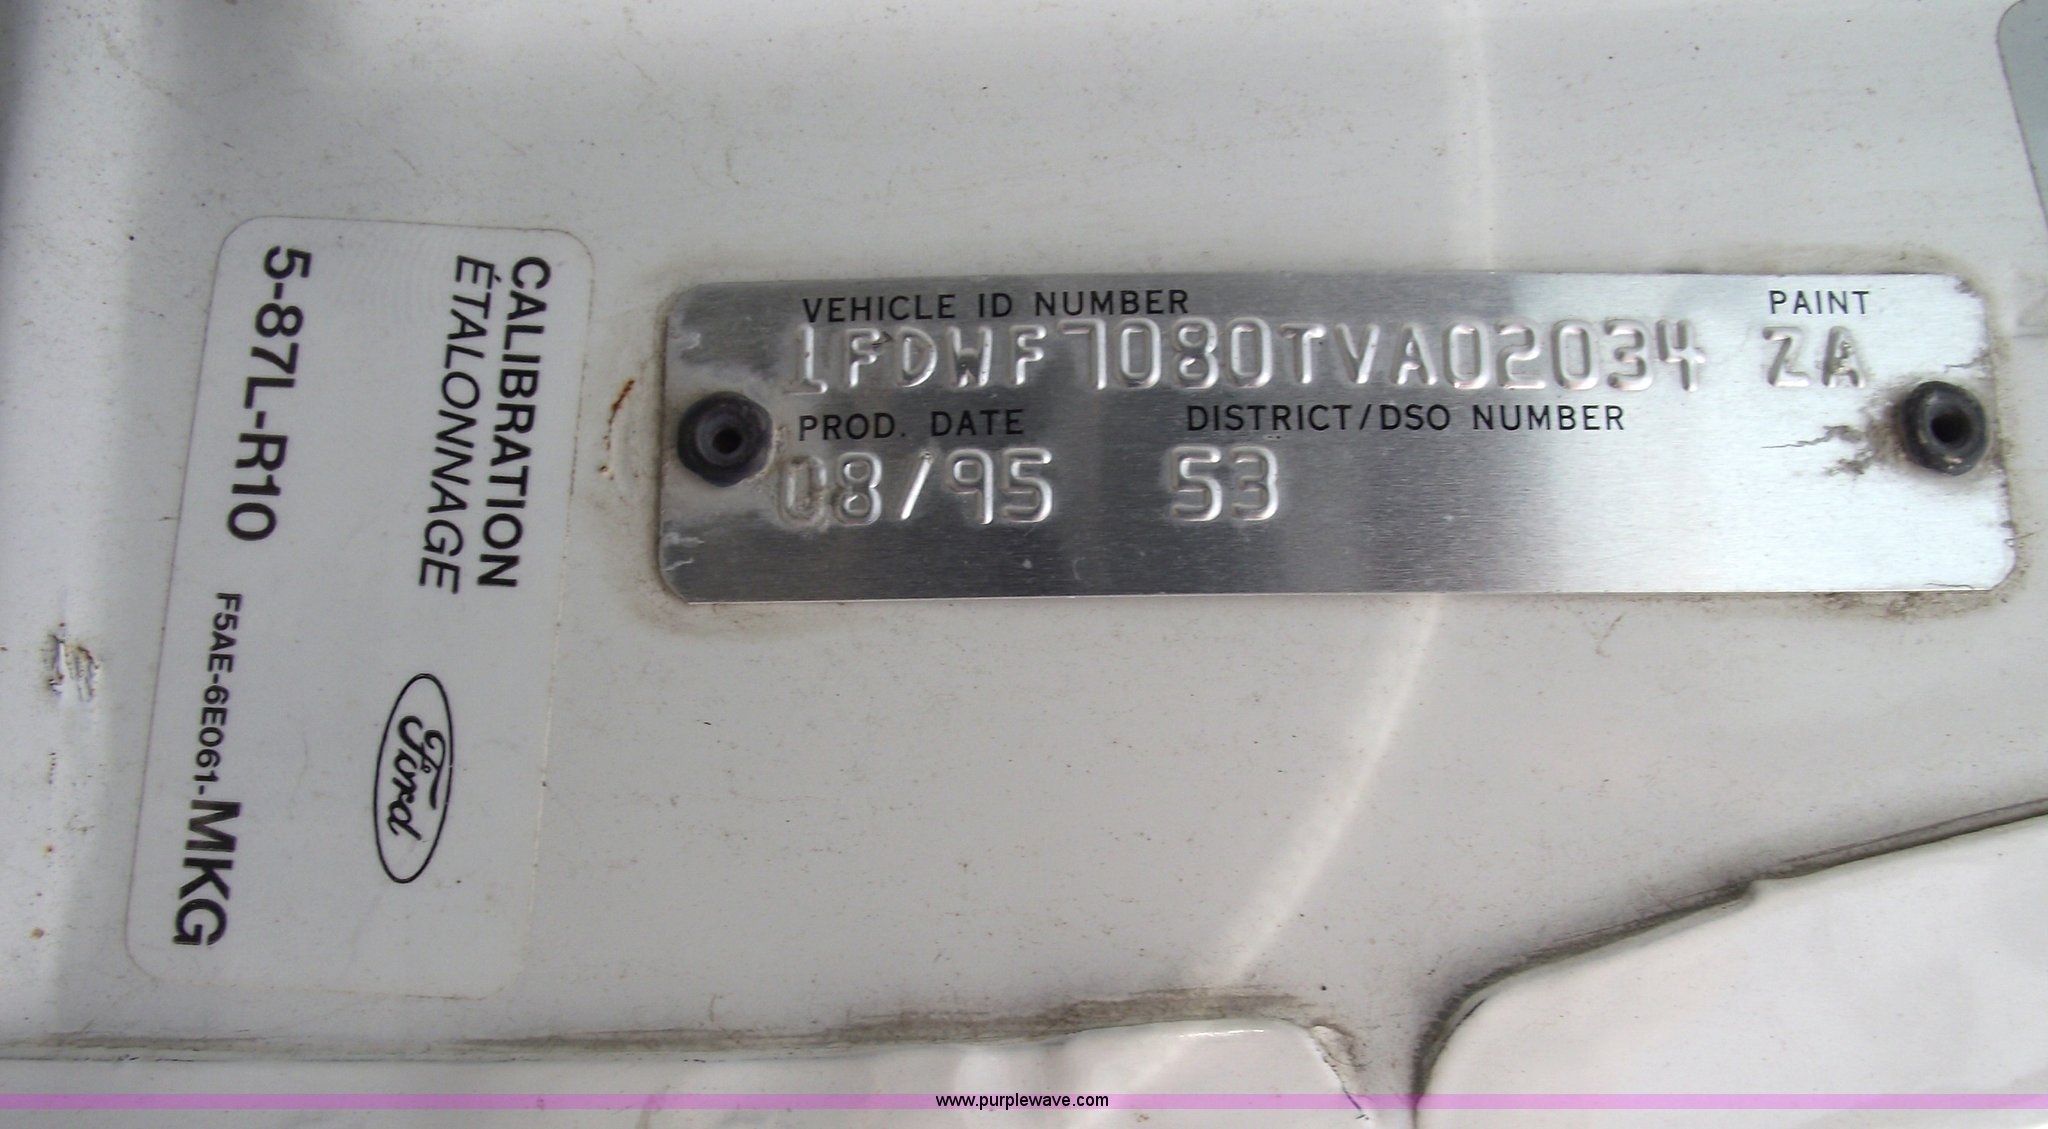 VEHICLE ID NUMBER PAINT
1FDWF7080TVA02034 ZA
PROD. DATE DISTRICT/DSO NUMBER
08/95 53
CALIBRATION
ÉTALONNAGE
Ford
5-87L-R10 F5AE-6E061-MKG
www.purplewave.com